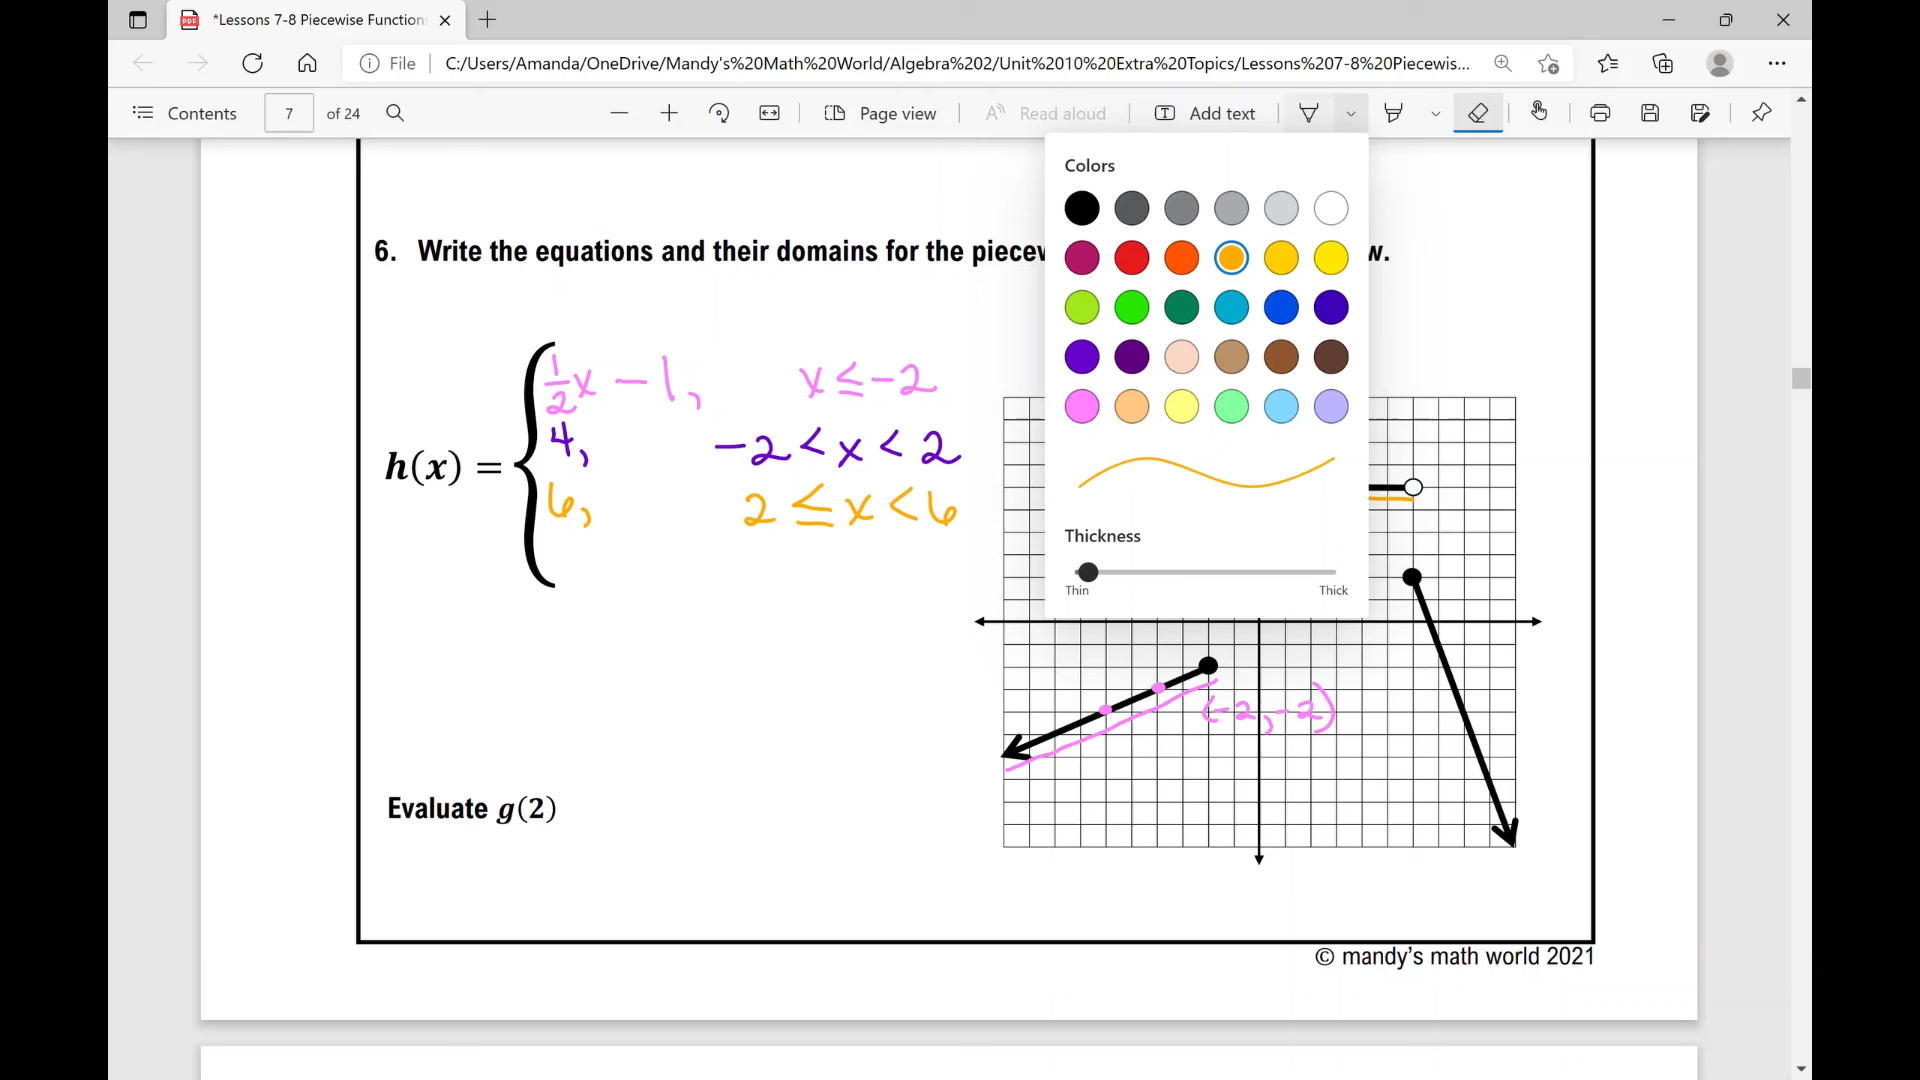 *Lessons 7-8 Piecewise Function
File
C:/Users/Amanda/OneDrive/Mandy's%20Math%20World/Algebra%202/Unit%2010%20Extra%20Topics/Lessons%207-8%20Piecewis...
Contents
7
of 24
Page view
Read aloud
Add text
Colors
6. Write the equations and their domains for the piecew w.
1/2 x - 1, x ≤ -2
4, -2 < x < 2
h(x) =
6, 2 ≤ x < 6
Thickness
Thin
Thick
(-2, -2)
Evaluate g(2)
© mandy's math world 2021